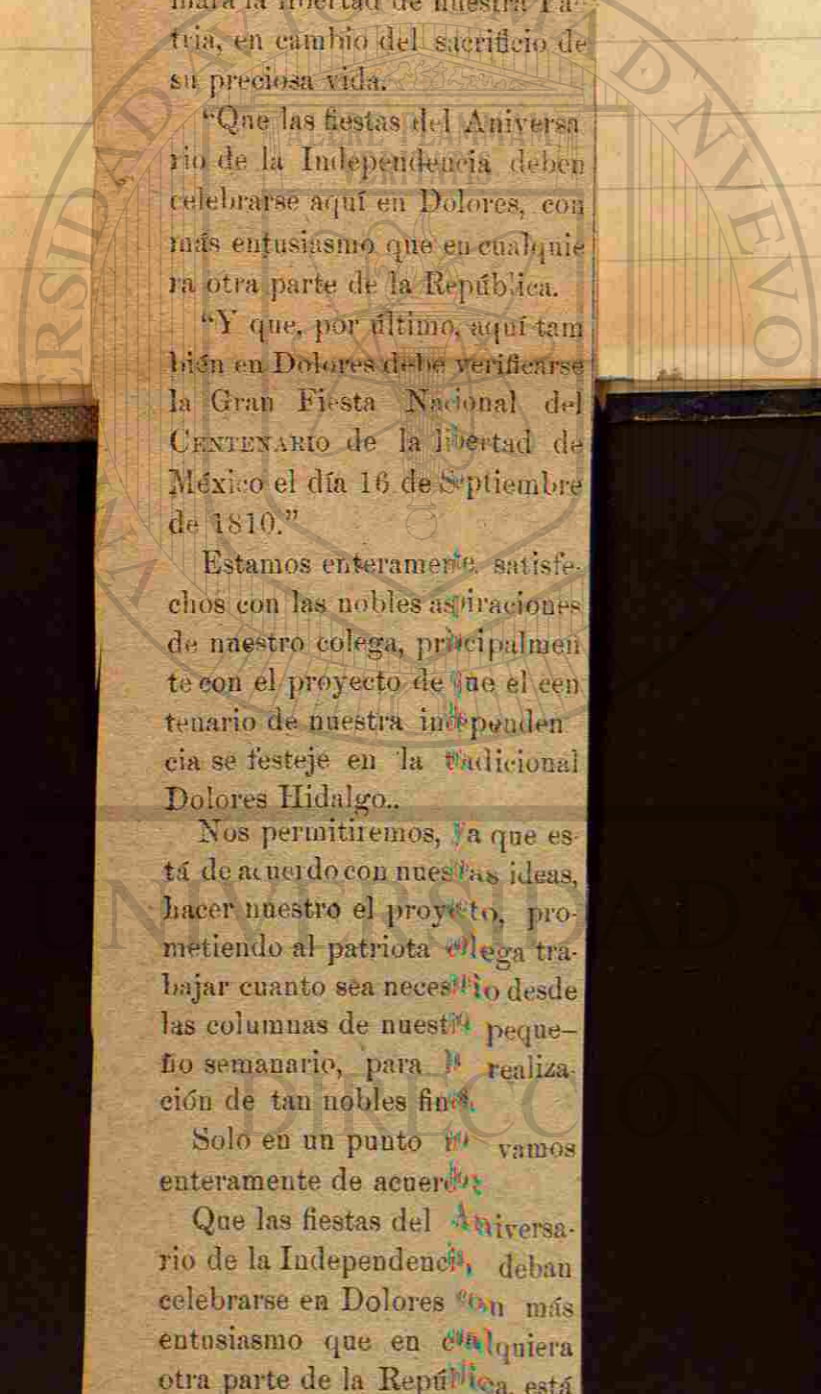 mara la libertad de nuestra Pa-
tria, en cambio del sacrificio de
su preciosa vida.
"Que las fiestas del Aniversa
rio de la Independencia deben
celebrarse aquí en Dolores, con
más entusiasmo que en cualquie
ra otra parte de la República.
"Y que, por último, aquí tam
bién en Dolores debe verificarse
la Gran Fiesta Nacional del
CENTENARIO de la libertad de
México el día 16 de Septiembre
de 1810."
Estamos enteramente satisfe-
chos con las nobles aspiraciones
de nuestro colega, principalmen
te con el proyecto de que el cen
tenario de nuestra independen
cia se festeje en la tradicional
Dolores Hidalgo..
Nos permitiremos, ya que es-
tá de acuerdo con nuestras ideas,
hacer nuestro el proyecto, pro-
metiendo al patriota colega tra-
bajar cuanto sea necesario desde
las columnas de nuestro peque-
ño semanario, para la realiza-
ción de tan nobles fines.
Solo en un punto no vamos
enteramente de acuerdo:
Que las fiestas del Aniversa-
rio de la Independencia, deban
celebrarse en Dolores con más
entusiasmo que en cualquiera
otra parte de la República, está
UNIVERSIDAD A
DIRECCIÓN